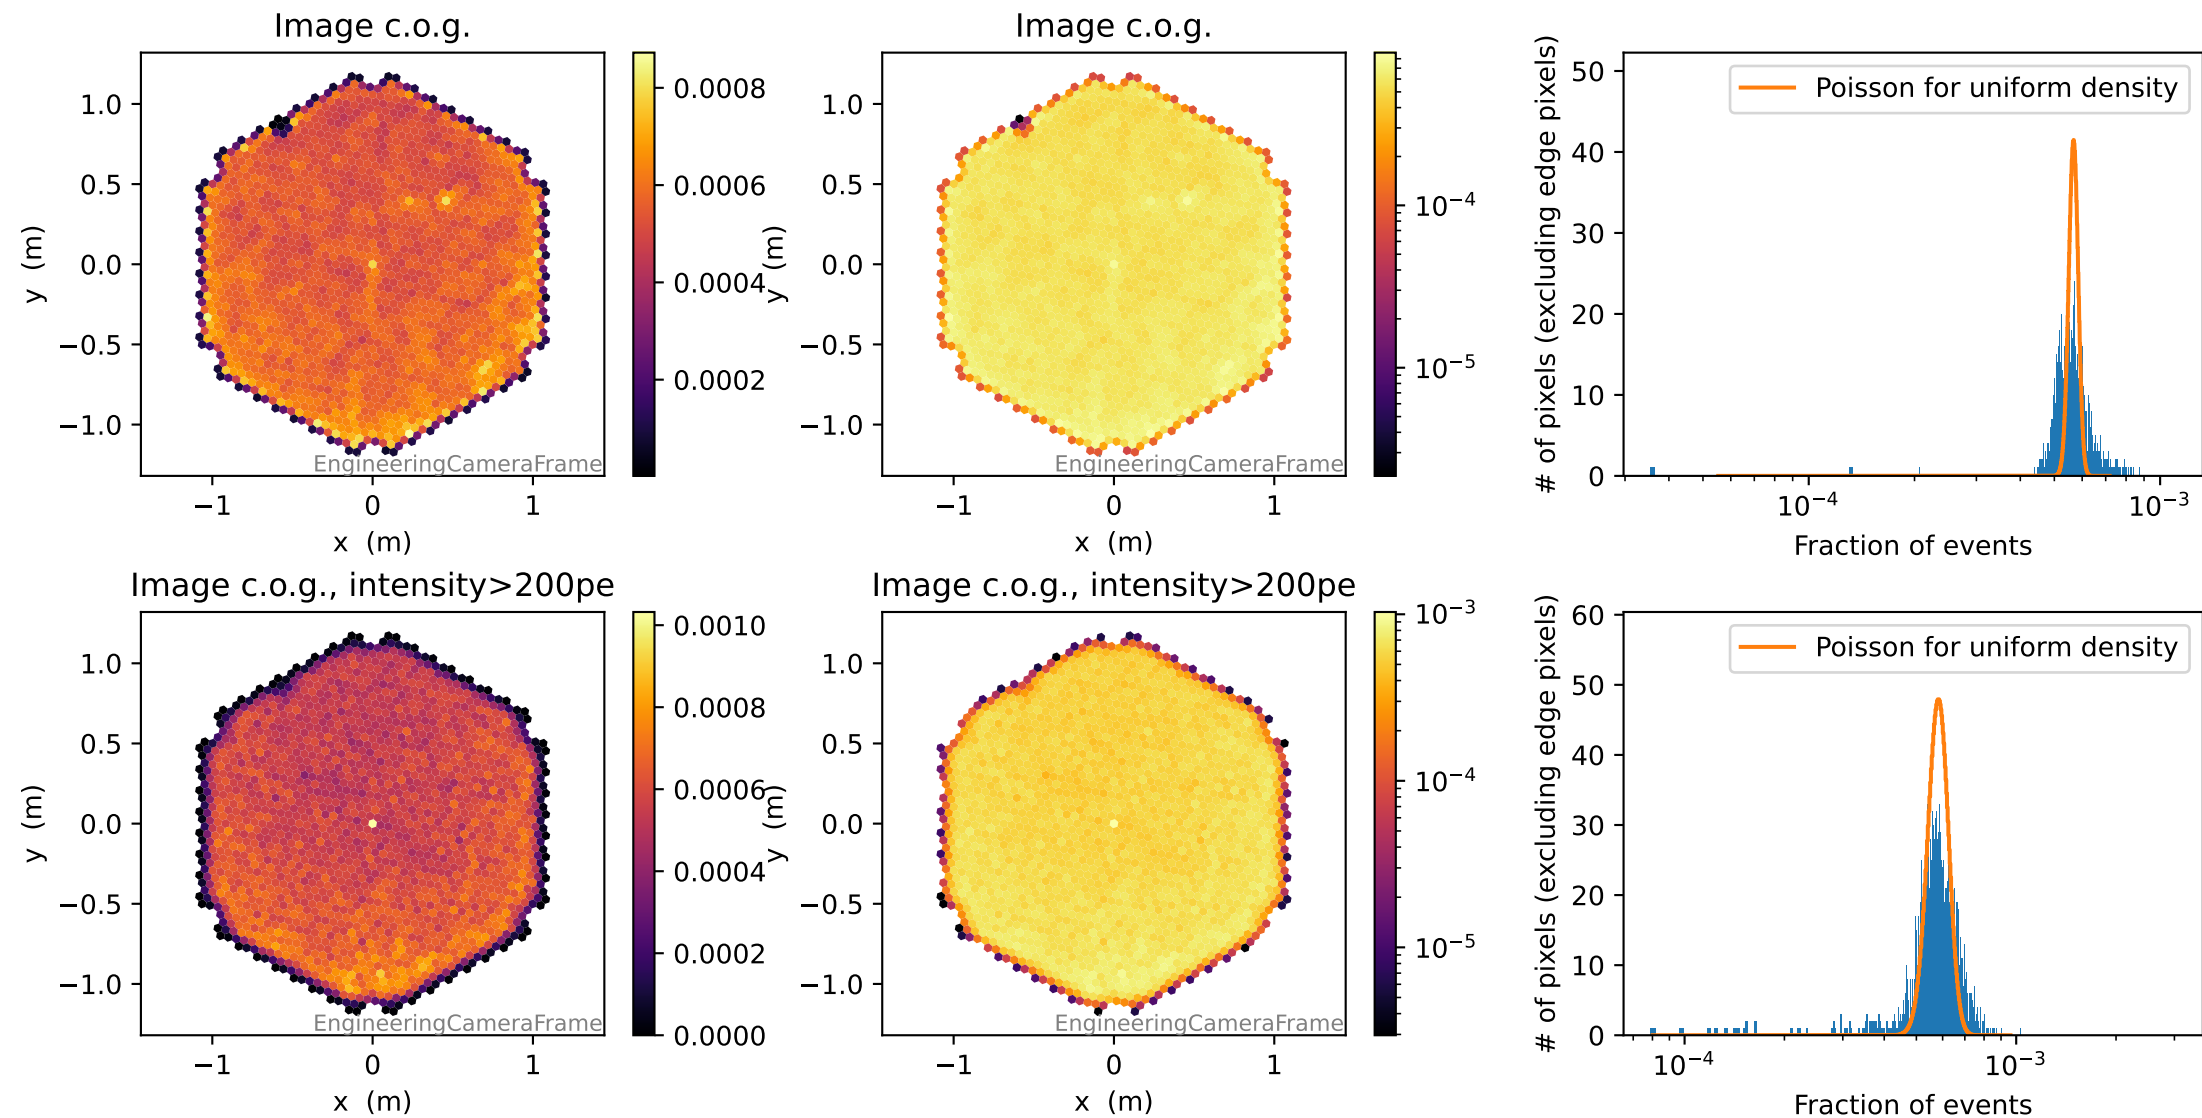 Image c.o.g.
1.0
0.5
0.0
−0.5
−1.0
y (m)
−1
0
1
x (m)
EngineeringCameraFrame
0.0008
0.0006
0.0004
0.0002
Image c.o.g.
1.0
0.5
0.0
−0.5
−1.0
y (m)
−1
0
1
x (m)
EngineeringCameraFrame
10−4
10−5
50
40
30
20
10
0
# of pixels (excluding edge pixels)
Poisson for uniform density
10−4
10−3
Fraction of events
Image c.o.g., intensity>200pe
1.0
0.5
0.0
−0.5
−1.0
y (m)
−1
0
1
x (m)
EngineeringCameraFrame
0.0010
0.0008
0.0006
0.0004
0.0002
0.0000
Image c.o.g., intensity>200pe
1.0
0.5
0.0
−0.5
−1.0
y (m)
−1
0
1
x (m)
EngineeringCameraFrame
10−3
10−4
10−5
60
50
40
30
20
10
0
# of pixels (excluding edge pixels)
Poisson for uniform density
10−4
10−3
Fraction of events